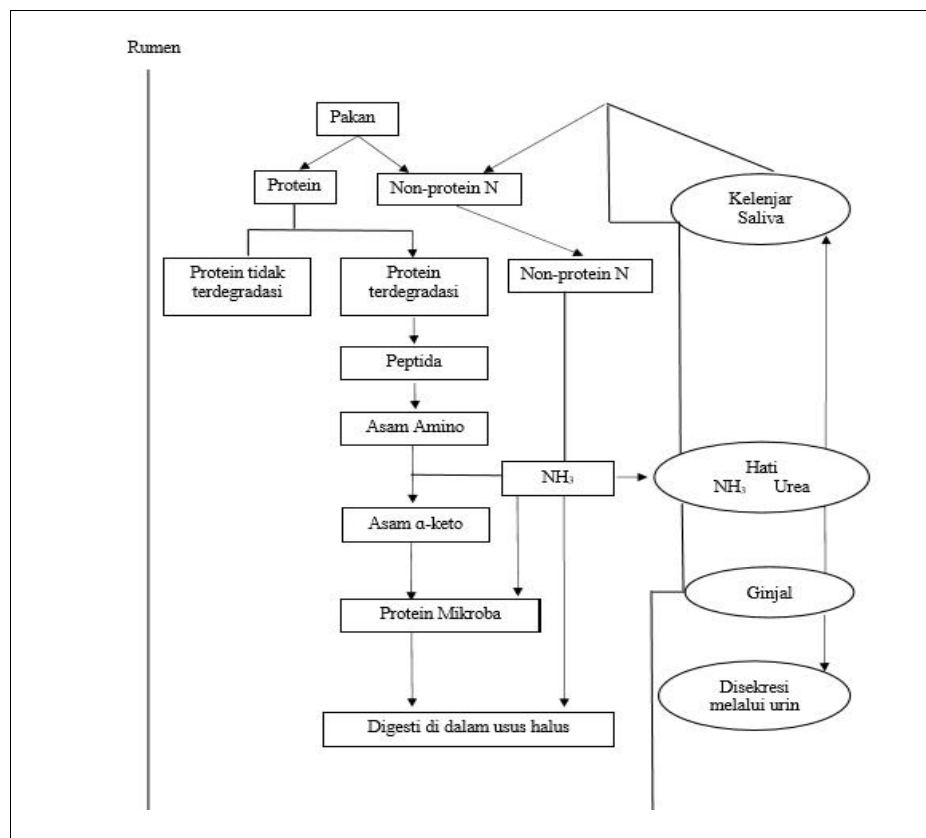 Rumen
Pakan
Protein
Non-protein N
Kelenjar
Saliva
Protein tidak
terdegradasi
Protein
terdegradasi
Non-protein N
Peptida
Asam Amino
NH₃
Hati
NH₃ Urea
Asam α-keto
Ginjal
Protein Mikroba
Disekresi
melalui urin
Digesti di dalam usus halus